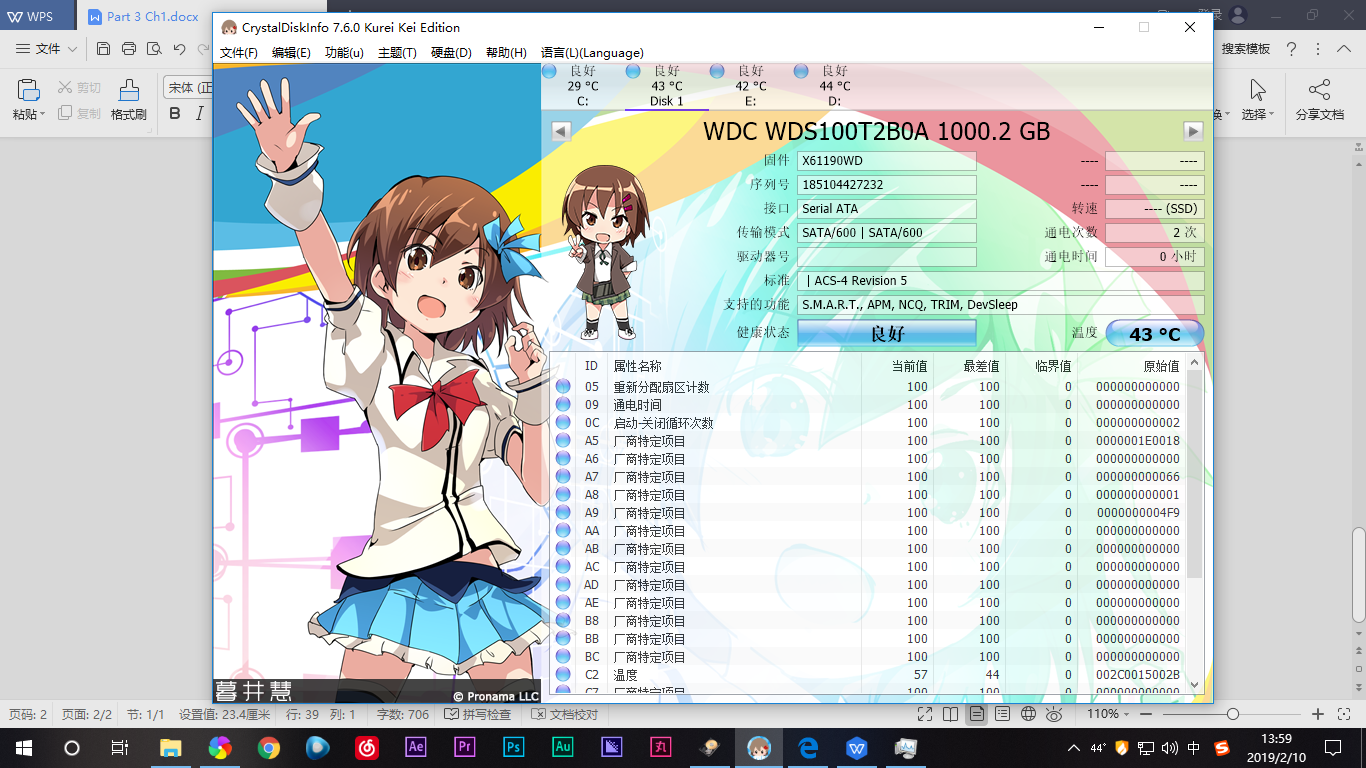 WPS
Part 3 Ch1.docx
登录
文件
搜索模板
剪切
宋体 (正
粘贴
复制
格式刷
B I
换
选择
分享文档
CrystalDiskInfo 7.6.0 Kurei Kei Edition
文件(F) 编辑(E) 功能(u) 主题(T) 硬盘(D) 帮助(H) 语言(L)(Language)
良好 良好 良好 良好
29 °C 43 °C 42 °C 44 °C
C: Disk 1 E: D:
WDC WDS100T2B0A 1000.2 GB
固件 X61190WD ---- ----
序列号 185104427232 ---- ----
接口 Serial ATA 转速 ---- (SSD)
传输模式 SATA/600 | SATA/600 通电次数 2 次
驱动器号 通电时间 0 小时
标准 | ACS-4 Revision 5
支持的功能 S.M.A.R.T., APM, NCQ, TRIM, DevSleep
健康状态 良好 温度 43 °C
ID 属性名称 当前值 最差值 临界值 原始值
05 重新分配扇区计数 100 100 0 000000000000
09 通电时间 100 100 0 000000000000
0C 启动-关闭循环次数 100 100 0 000000000002
A5 厂商特定项目 100 100 0 0000001E0018
A6 厂商特定项目 100 100 0 000000000000
A7 厂商特定项目 100 100 0 000000000066
A8 厂商特定项目 100 100 0 000000000001
A9 厂商特定项目 100 100 0 0000000004F9
AA 厂商特定项目 100 100 0 000000000000
AB 厂商特定项目 100 100 0 000000000000
AC 厂商特定项目 100 100 0 000000000000
AD 厂商特定项目 100 100 0 000000000000
AE 厂商特定项目 100 100 0 000000000000
B8 厂商特定项目 100 100 0 000000000000
BB 厂商特定项目 100 100 0 000000000000
BC 厂商特定项目 100 100 0 000000000000
C2 温度 57 44 0 002C0015002B
C7 厂商特定项目 100 100 0 000000000000
暮井慧
© Pronama LLC
页码: 2 页面: 2/2 节: 1/1 设置值: 23.4厘米 行: 39 列: 1 字数: 706 拼写检查 文档校对 110%
Ae Pr Ps Au 丸 W 44° 中 S
13:59
2019/2/10